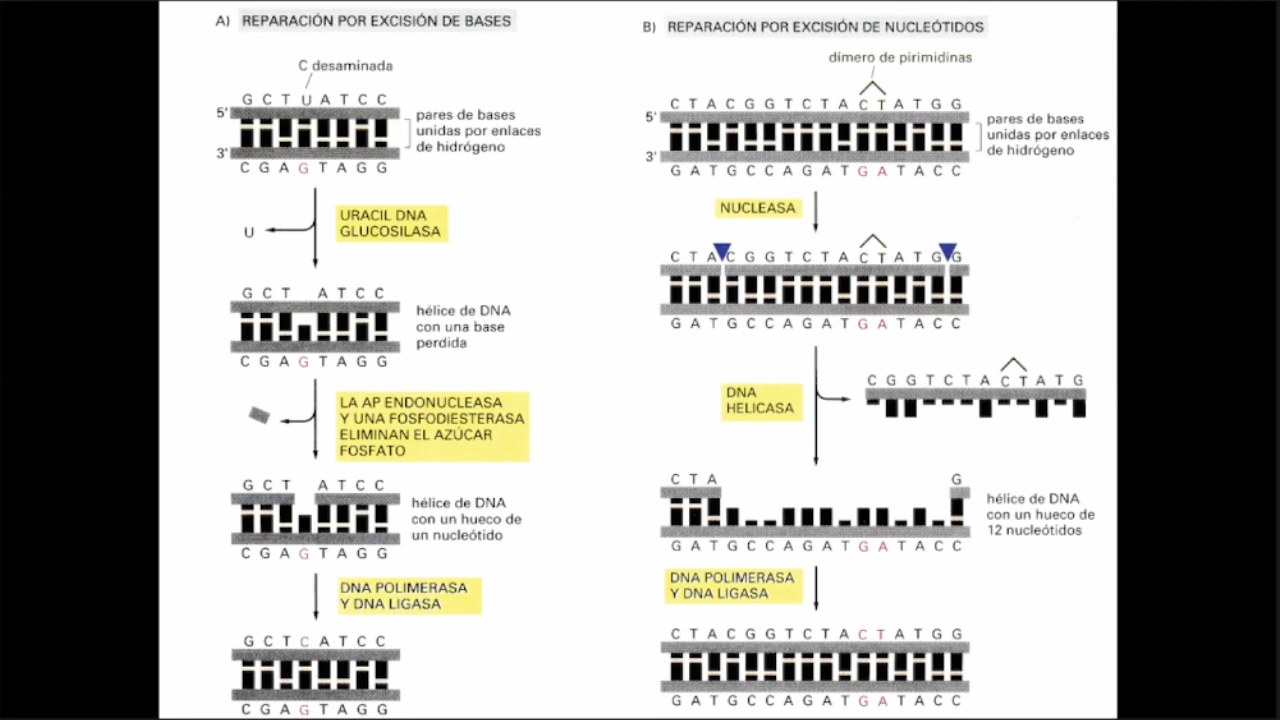 A) REPARACIÓN POR EXCISIÓN DE BASES
C desaminada
G C T U A T C C
5'
pares de bases
unidas por enlaces
de hidrógeno
3'
C G A G T A G G
URACIL DNA
GLUCOSILASA
U
G C T A T C C
hélice de DNA
con una base
perdida
C G A G T A G G
LA AP ENDONUCLEASA
Y UNA FOSFODIESTERASA
ELIMINAN EL AZÚCAR
FOSFATO
G C T A T C C
hélice de DNA
con un hueco de
un nucleótido
C G A G T A G G
DNA POLIMERASA
Y DNA LIGASA
G C T C A T C C
C G A G T A G G
B) REPARACIÓN POR EXCISIÓN DE NUCLEÓTIDOS
dímero de pirimidinas
C T A C G G T C T A C T A T G G
5'
pares de bases
unidas por enlaces
de hidrógeno
3'
G A T G C C A G A T G A T A C C
NUCLEASA
C T A C G G T C T A C T A T G G
G A T G C C A G A T G A T A C C
C G G T C T A C T A T G
DNA
HELICASA
C T A G
hélice de DNA
con un hueco de
12 nucleótidos
G A T G C C A G A T G A T A C C
DNA POLIMERASA
Y DNA LIGASA
C T A C G G T C T A C T A T G G
G A T G C C A G A T G A T A C C